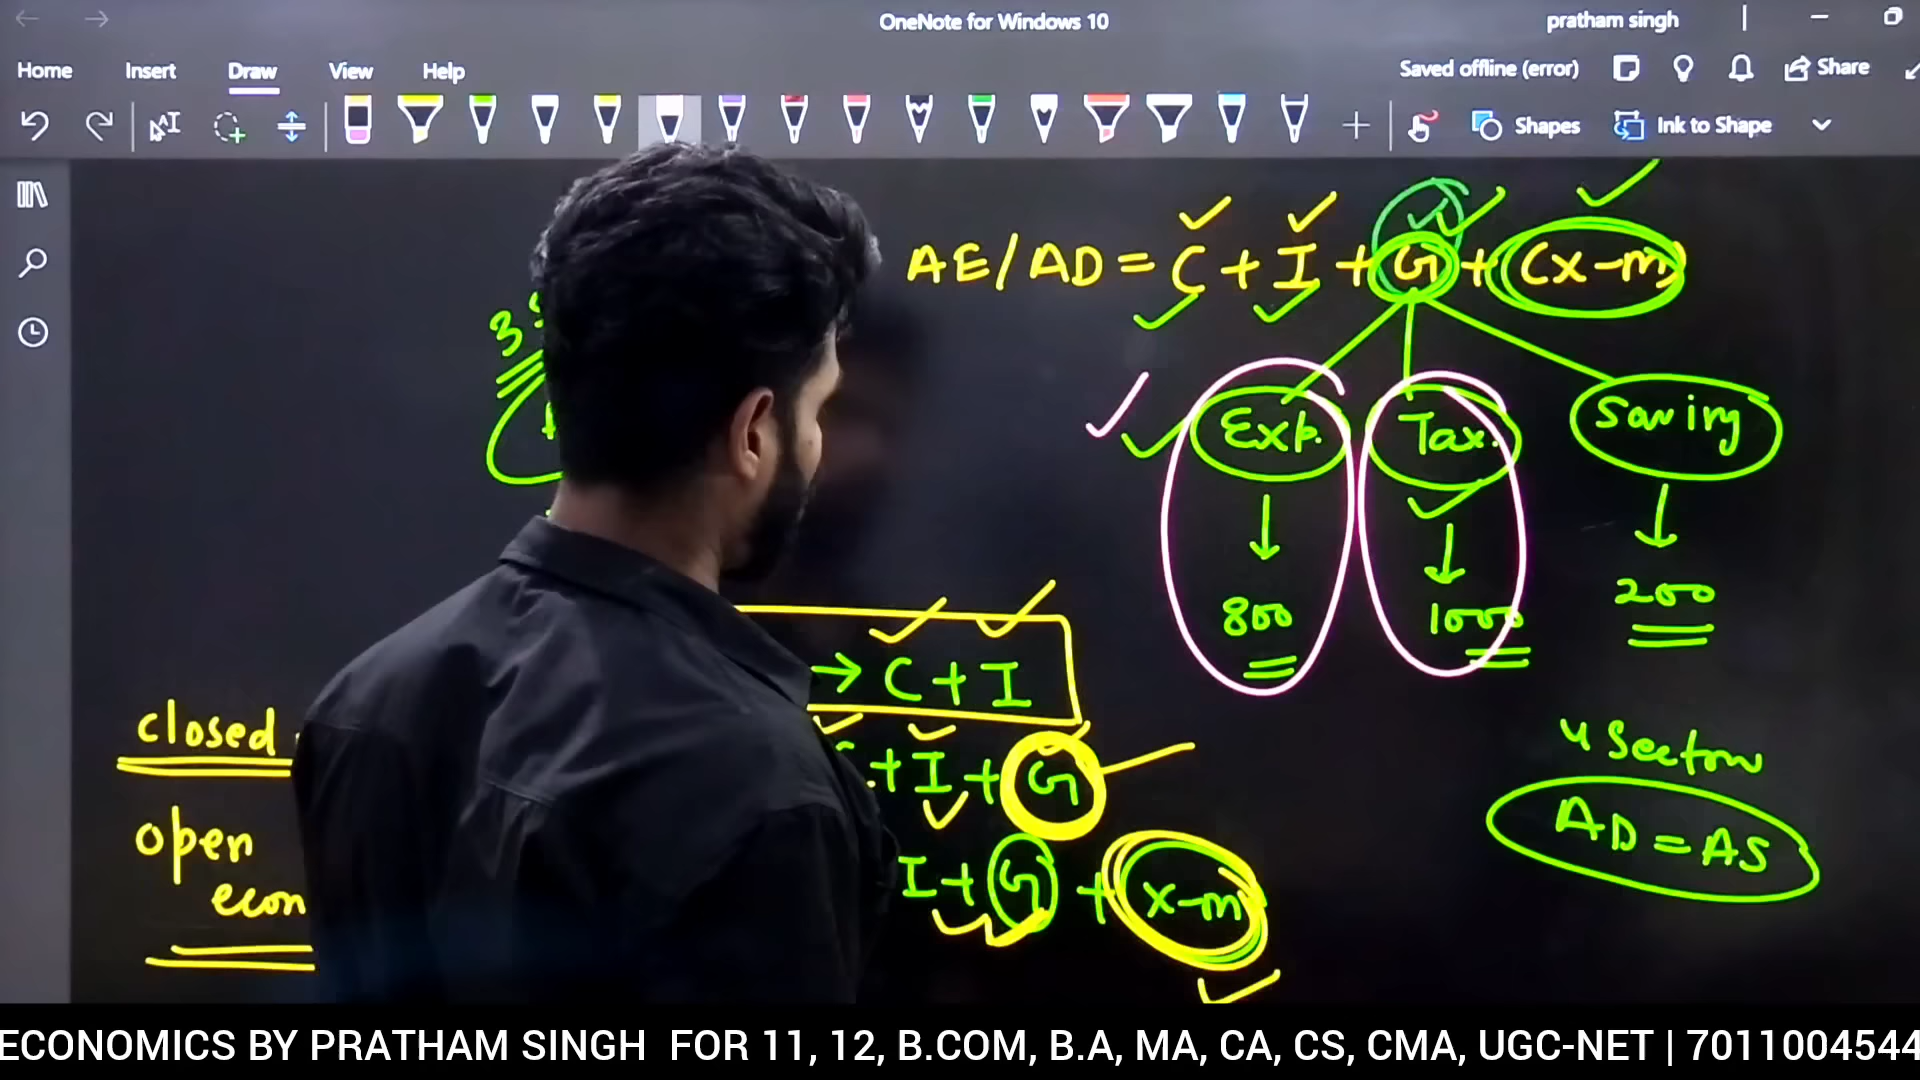 OneNote for Windows 10
pratham singh
Home Insert Draw View Help
Saved offline (error) Share
Shapes Ink to Shape
AE/AD = C + I + G + (x-m)
3
Exp. Tax. Saving
800 1000 200
→ C + I
closed
+ I + G
4 Sector
AD = AS
open
econ
I + G + x-m
ECONOMICS BY PRATHAM SINGH FOR 11, 12, B.COM, B.A, MA, CA, CS, CMA, UGC-NET | 7011004544